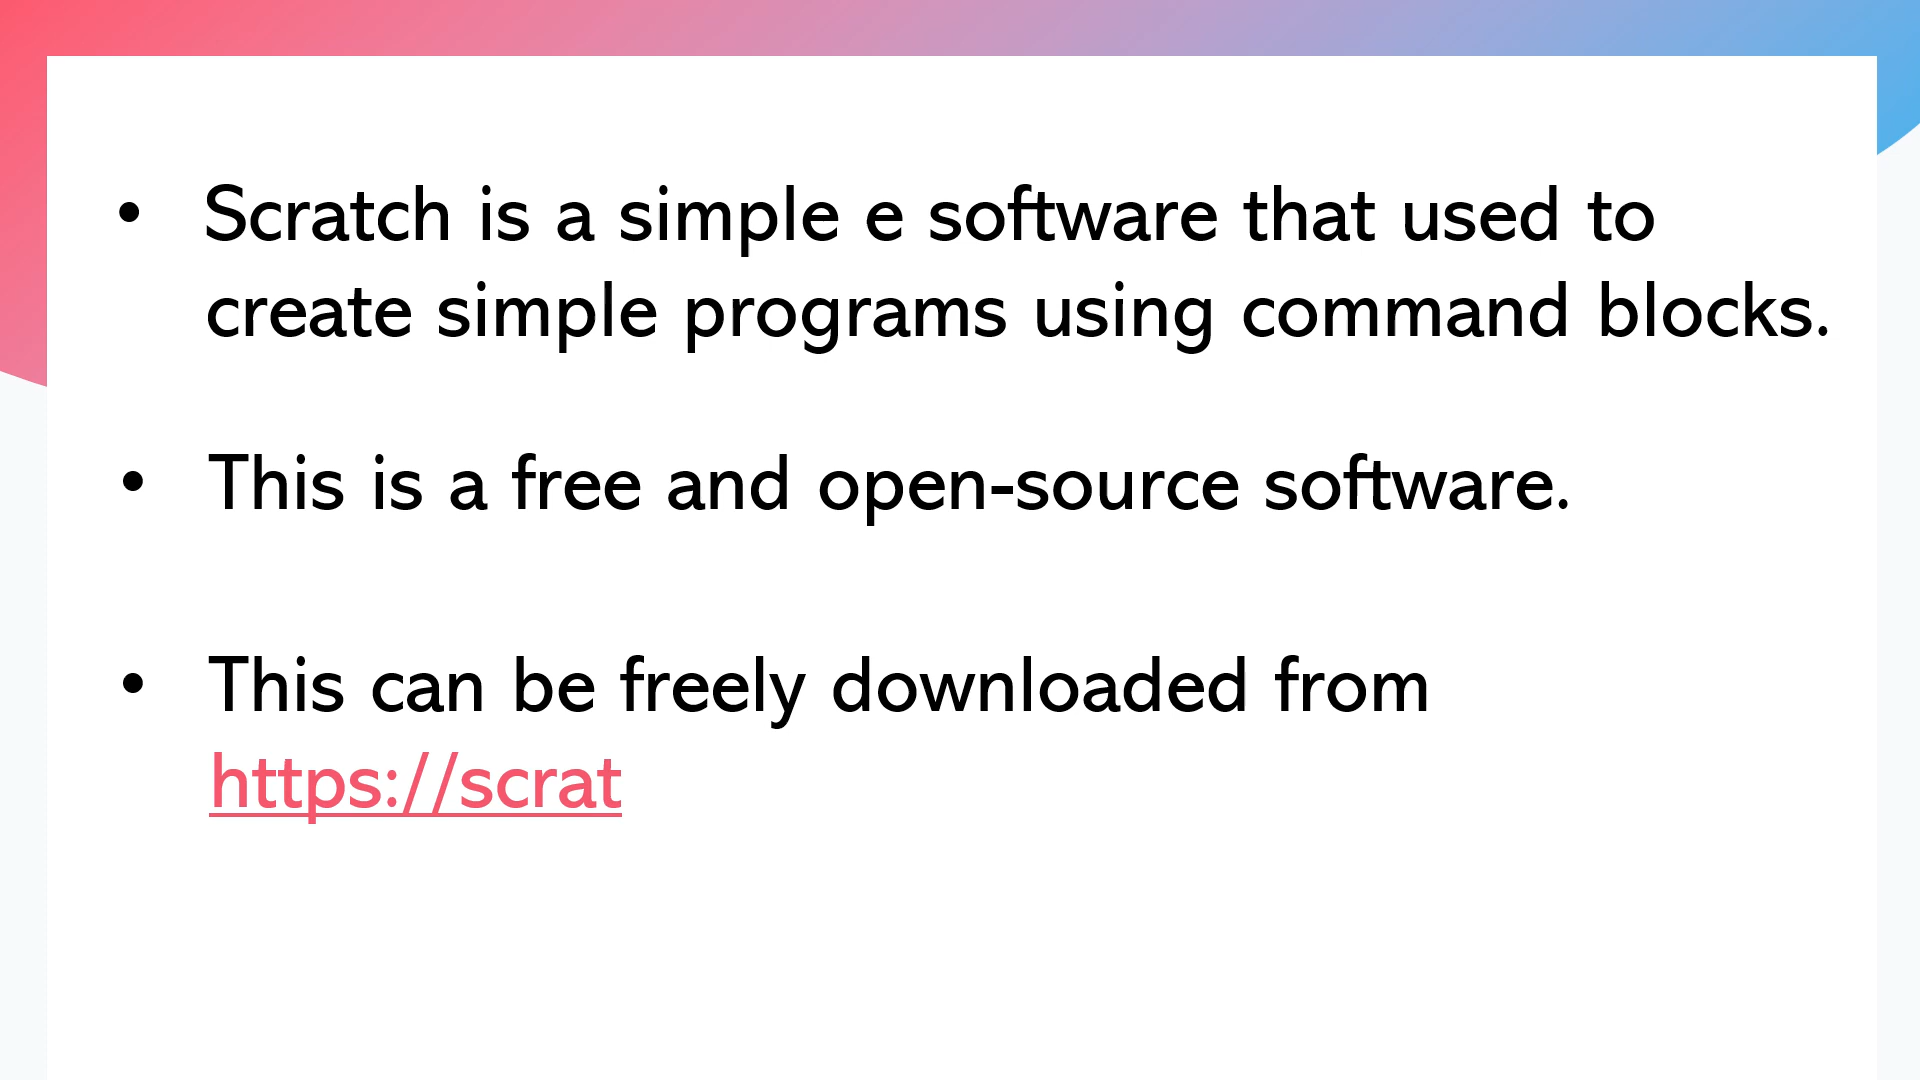 • Scratch is a simple e software that used to
create simple programs using command blocks.
• This is a free and open-source software.
• This can be freely downloaded from
https://scrat